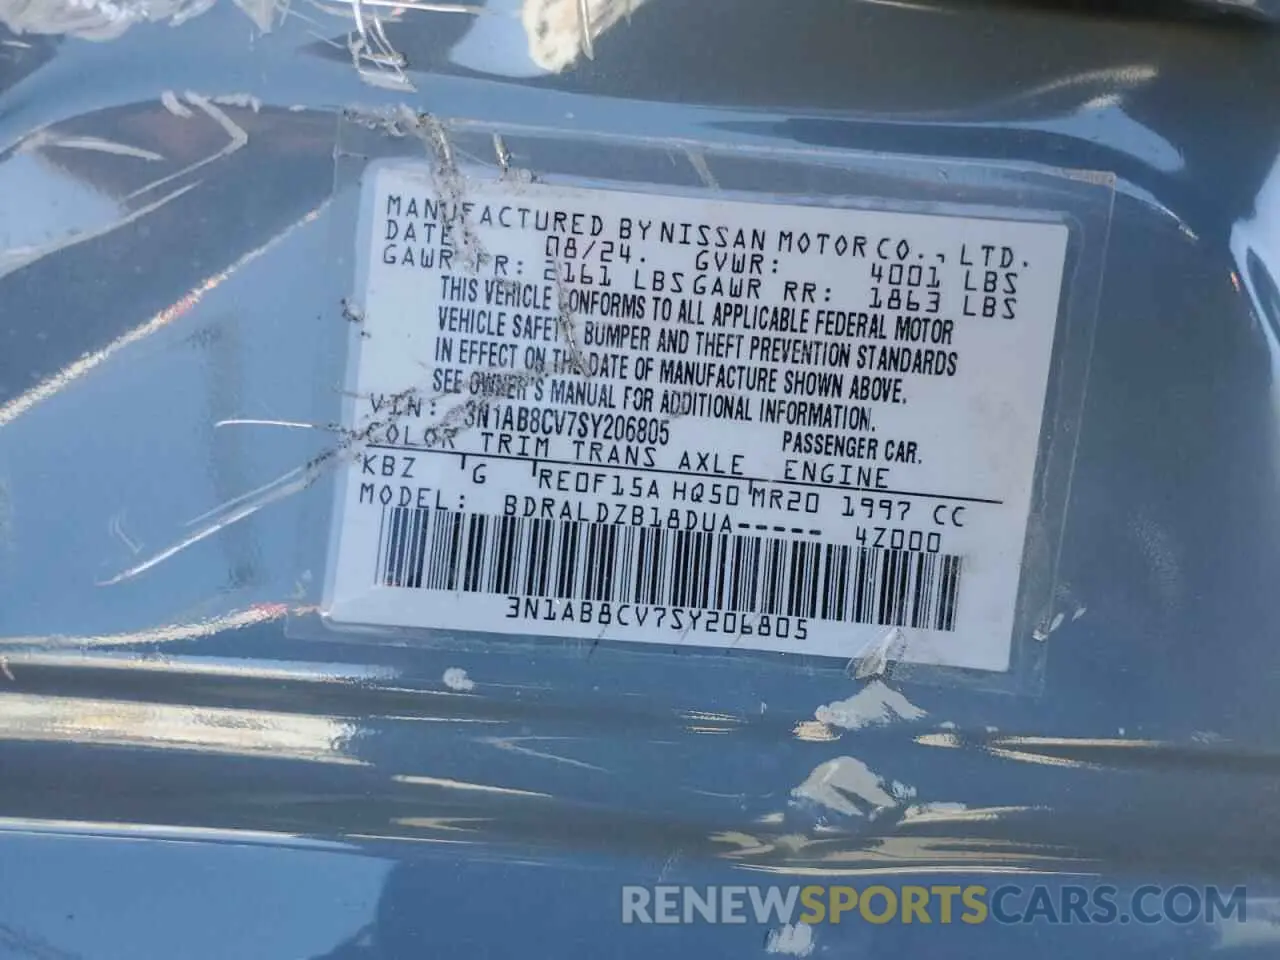 MANUFACTURED BY NISSAN MOTOR CO., LTD.
DATE 08/24. GVWR: 4001 LBS
GAWR FR: 2161 LBS GAWR RR: 1863 LBS
THIS VEHICLE CONFORMS TO ALL APPLICABLE FEDERAL MOTOR
VEHICLE SAFETY, BUMPER AND THEFT PREVENTION STANDARDS
IN EFFECT ON THE DATE OF MANUFACTURE SHOWN ABOVE.
SEE OWNER'S MANUAL FOR ADDITIONAL INFORMATION.
VIN: 3N1AB8CV7SY206805 PASSENGER CAR.
COLOR TRIM TRANS AXLE ENGINE
KBZ G RE0F15A HQ50 MR20 1997 CC
MODEL: BDRALDZB18DUA----- 4Z000
3N1AB8CV7SY206805
RENEWSPORTSCARS.COM